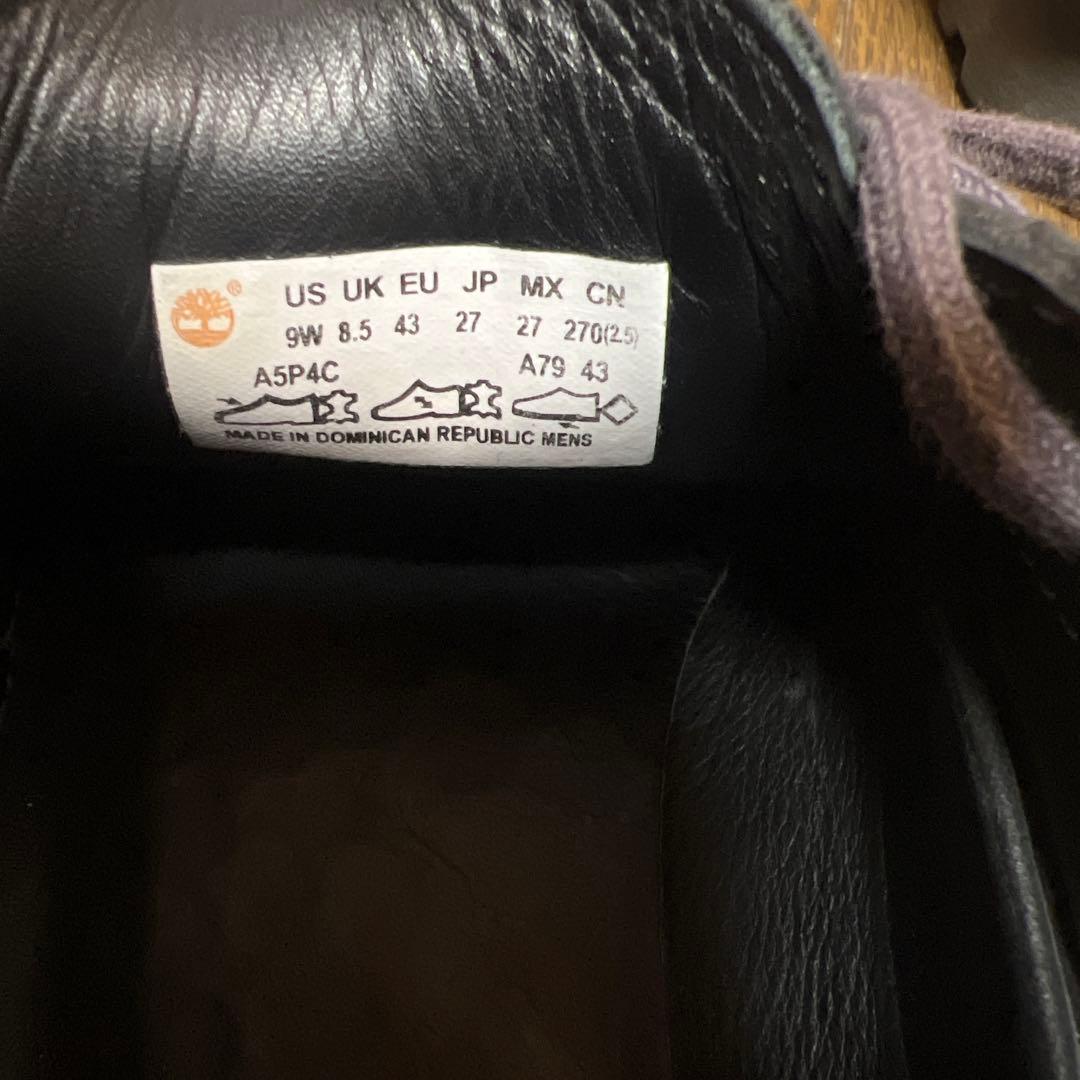 ®
US UK EU JP MX CN
9W 8.5 43 27 27 270(2.5)
A5P4C A79 43
MADE IN DOMINICAN REPUBLIC MENS